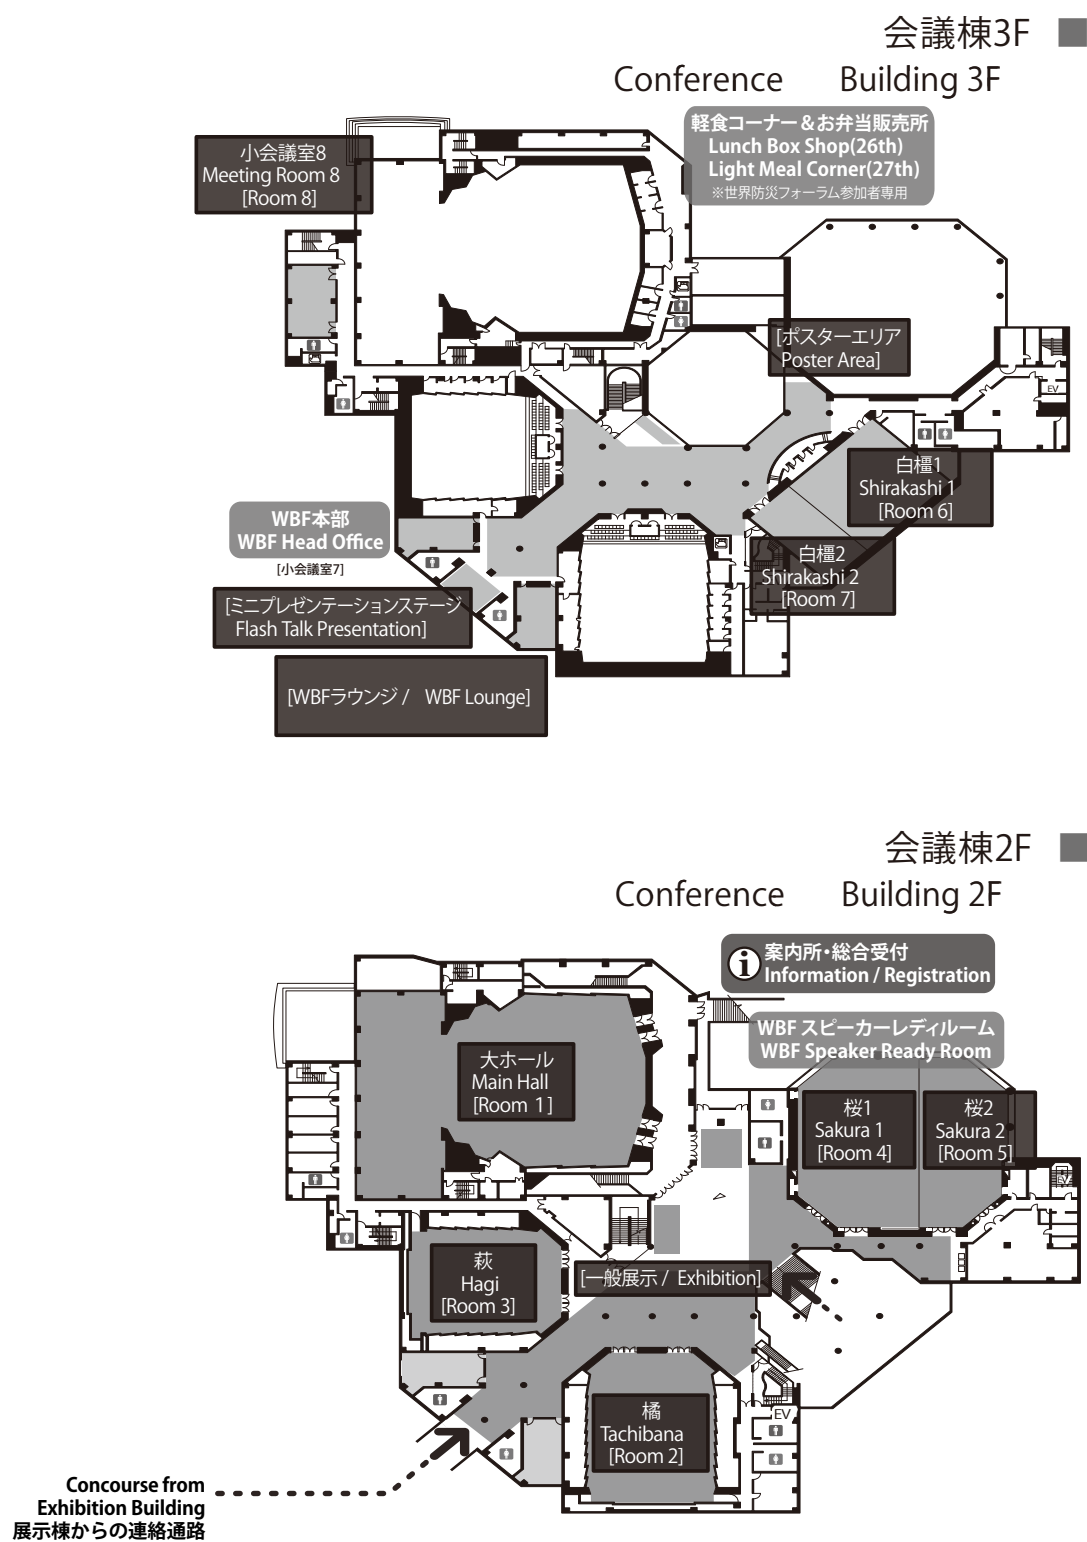 会議棟3F
Conference Building 3F
軽食コーナー＆お弁当販売所
Lunch Box Shop(26th)
Light Meal Corner(27th)
※世界防災フォーラム参加者専用
小会議室8
Meeting Room 8
[Room 8]
[ポスターエリア
Poster Area]
EV
白橿1
Shirakashi 1
[Room 6]
WBF本部
WBF Head Office
[小会議室7]
白橿2
Shirakashi 2
[Room 7]
[ミニプレゼンテーションステージ
Flash Talk Presentation]
[WBFラウンジ / WBF Lounge]
会議棟2F
Conference Building 2F
案内所・総合受付
Information / Registration
WBF スピーカーレディルーム
WBF Speaker Ready Room
大ホール
Main Hall
[Room 1]
桜1
Sakura 1
[Room 4]
桜2
Sakura 2
[Room 5]
EV
萩
Hagi
[Room 3]
[一般展示 / Exhibition]
橘
Tachibana
[Room 2]
EV
Concourse from
Exhibition Building
展示棟からの連絡通路